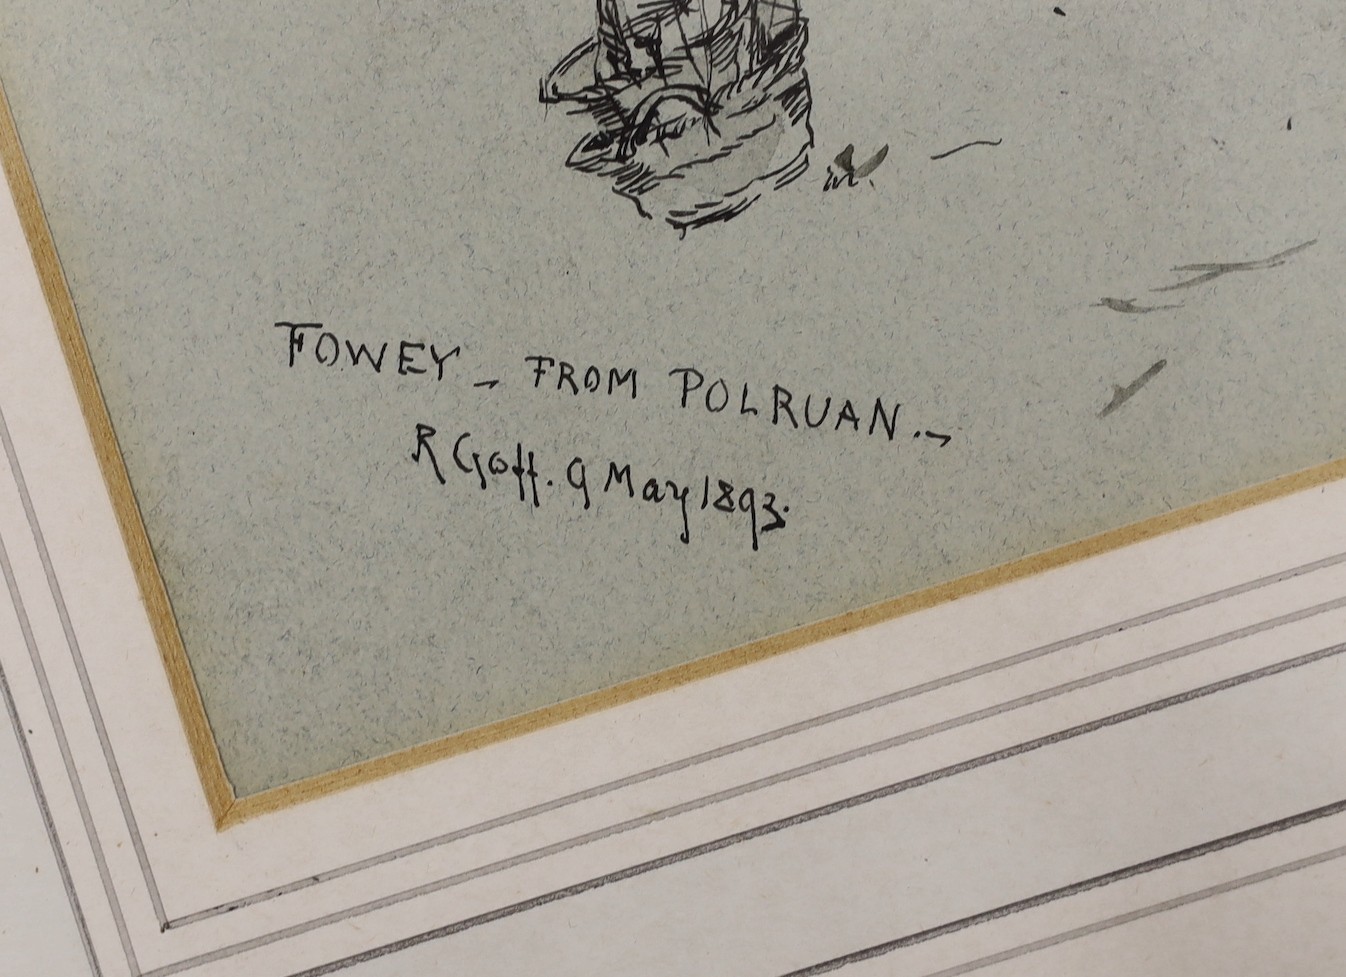 FOWEY - FROM POLRUAN.-
R Goff. 9 May 1893.